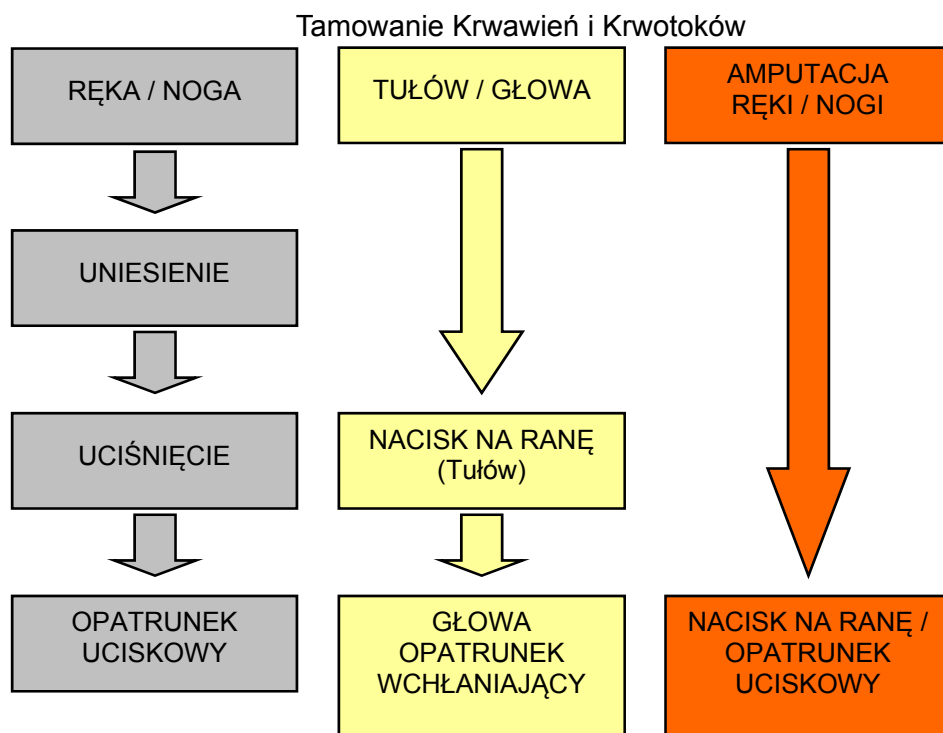 Tamowanie Krwawień i Krwotoków
RĘKA / NOGA
UNIESIENIE
UCIŚNIĘCIE
OPATRUNEK
UCISKOWY
TUŁÓW / GŁOWA
NACISK NA RANĘ
(Tułów)
GŁOWA
OPATRUNEK
WCHŁANIAJĄCY
AMPUTACJA
RĘKI / NOGI
NACISK NA RANĘ /
OPATRUNEK
UCISKOWY